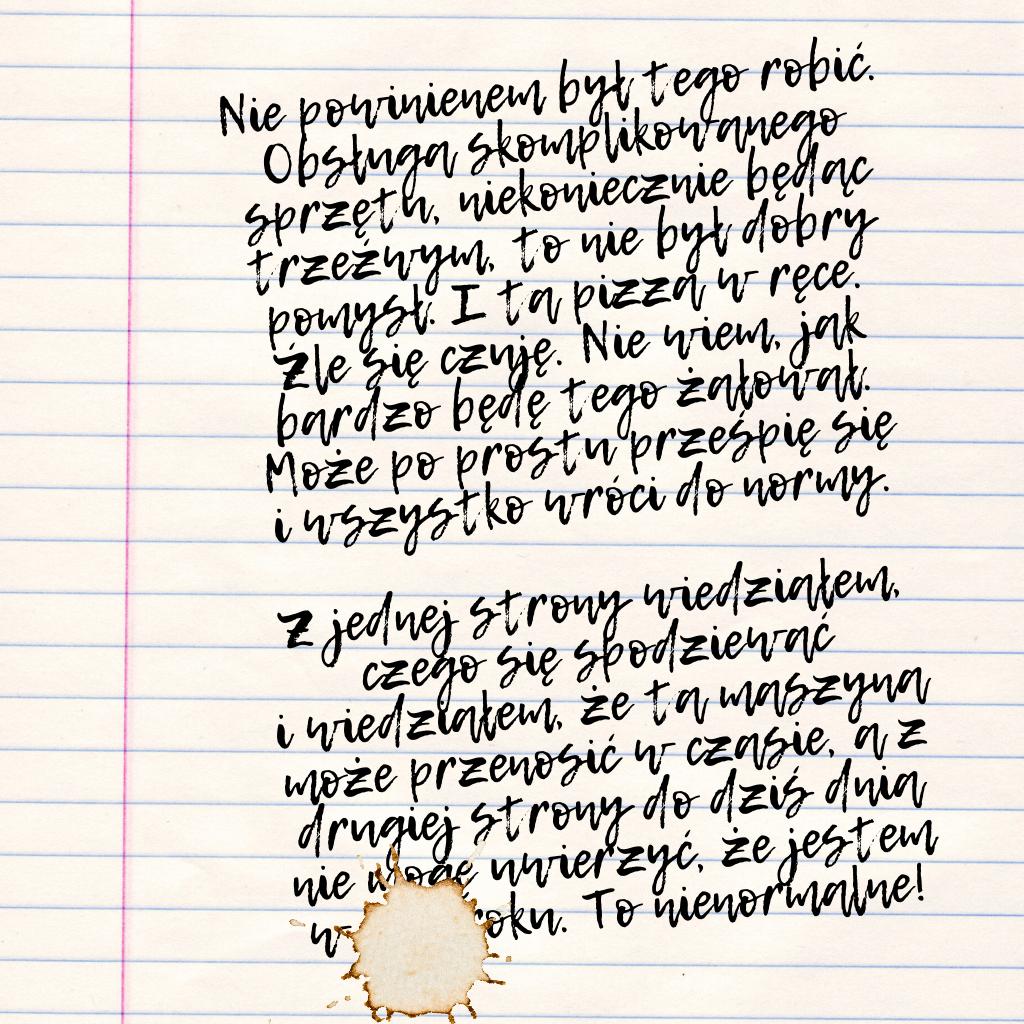 Nie powinienem był tego robić.
Obsługa skomplikowanego
sprzętu, niekoniecznie będąc
trzeźwym, to nie był dobry
pomysł. I ta pizza w ręce.
Źle się czuję. Nie wiem, jak
bardzo będę tego żałował.
Może po prostu prześpię się
i wszystko wróci do normy.
Z jednej strony wiedziałem,
czego się spodziewać
i wiedziałem, że ta maszyna
może przenosić w czasie, a z
drugiej strony do dziś dnia
nie mogę uwierzyć, że jestem
w roku. To nienormalne!